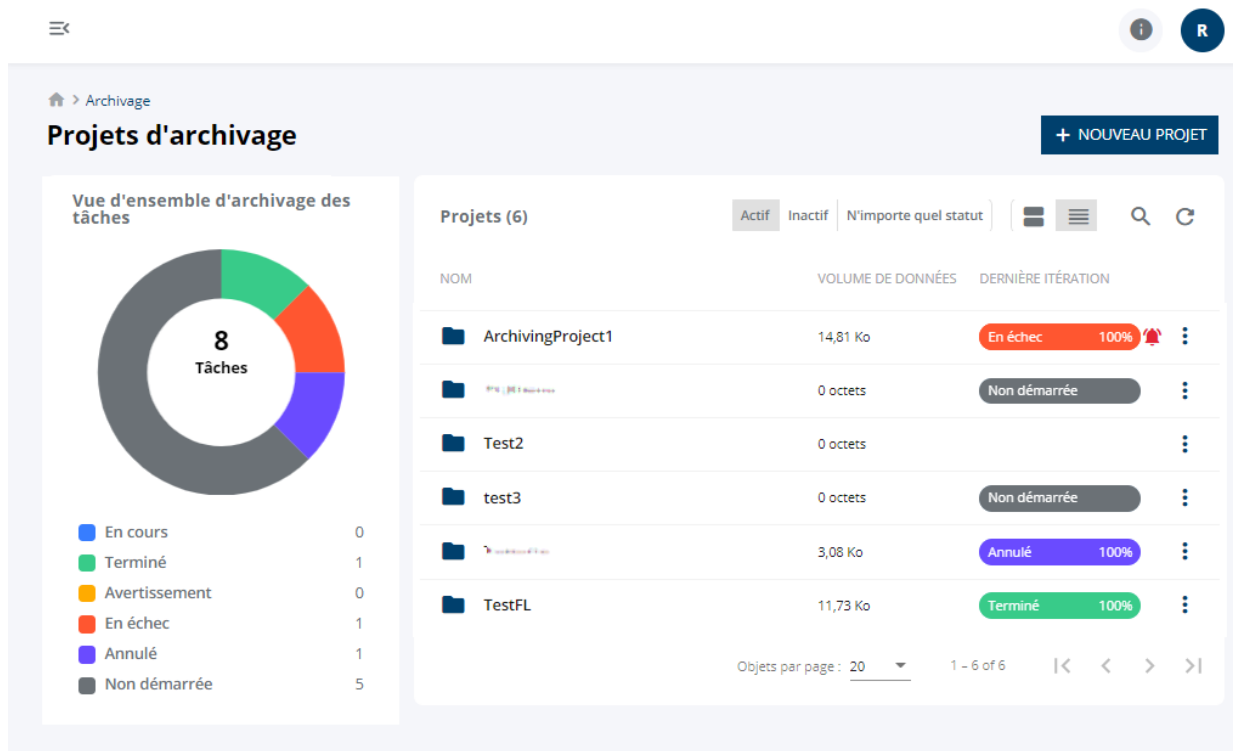 R
Archivage
Projets d'archivage
+ NOUVEAU PROJET
Vue d'ensemble d'archivage des
tâches
8
Tâches
En cours 0
Terminé 1
Avertissement 0
En échec 1
Annulé 1
Non démarrée 5
Projets (6)
Actif Inactif N'importe quel statut
NOM VOLUME DE DONNÉES DERNIÈRE ITÉRATION
ArchivingProject1 14,81 Ko En échec 100%
0 octets Non démarrée
Test2 0 octets
test3 0 octets Non démarrée
3,08 Ko Annulé 100%
TestFL 11,73 Ko Terminé 100%
Objets par page : 20 1 – 6 of 6